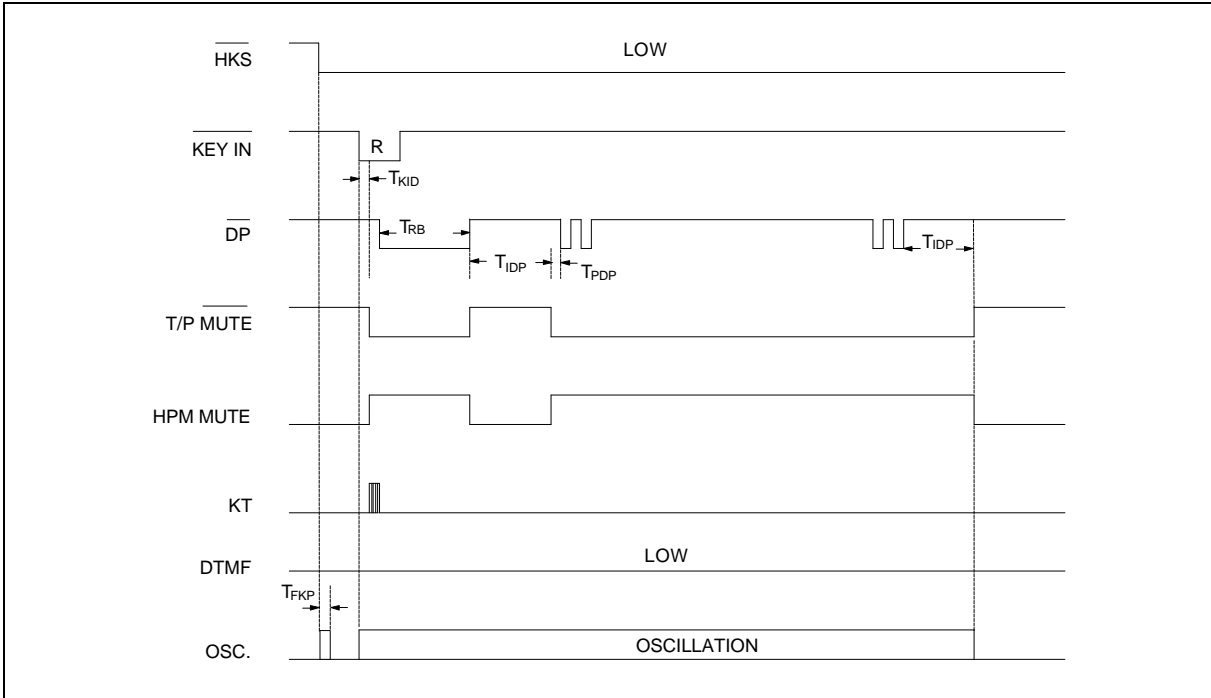 HKS
LOW
KEY IN
R
TKID
DP
TRB
TIDP
TPDP
TIDP
T/P MUTE
HPM MUTE
KT
DTMF
LOW
TFKP
OSC.
OSCILLATION